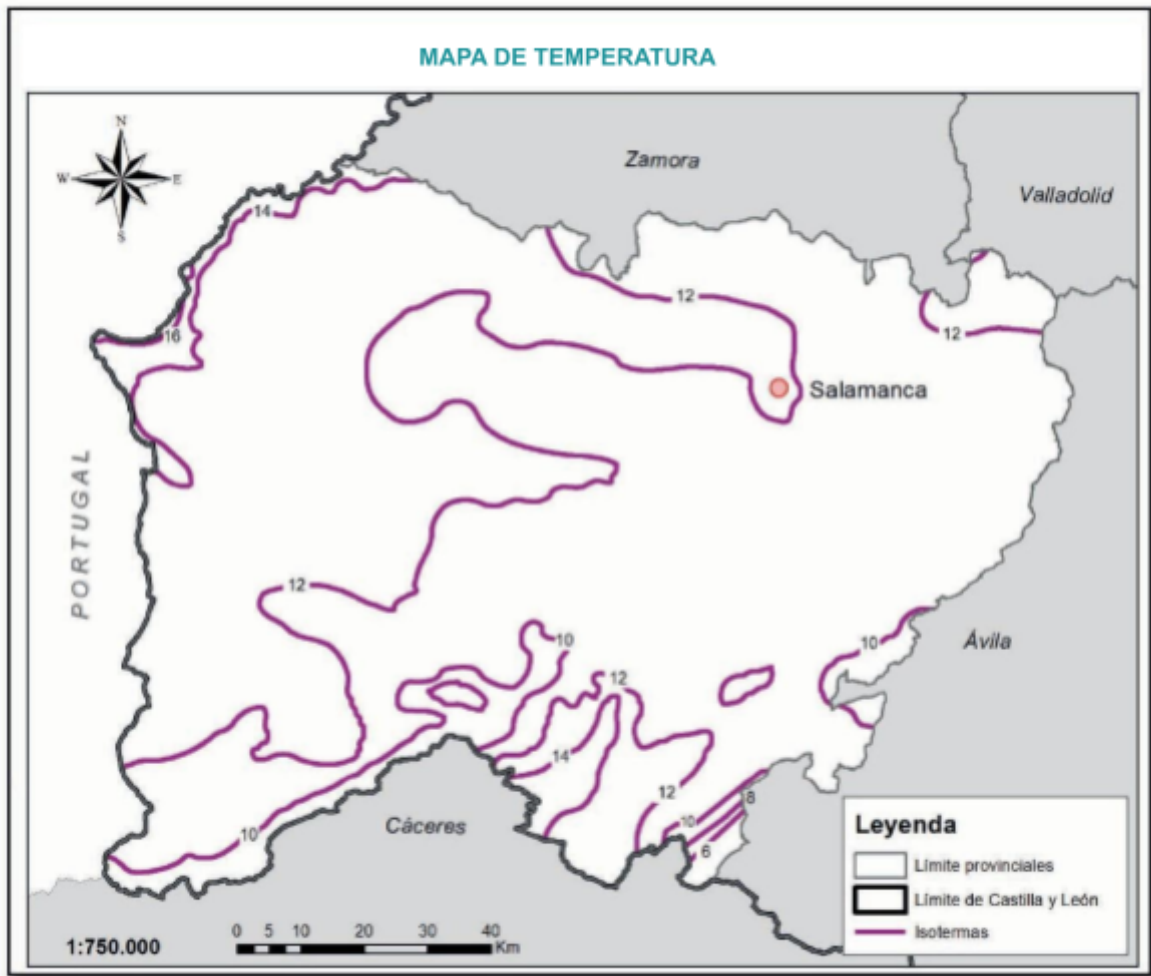 MAPA DE TEMPERATURA
N
W
E
S
Zamora
Valladolid
14
12
16
12
Salamanca
PORTUGAL
12
10
12
10
Ávila
14
12
8
10
6
10
Cáceres
Leyenda
Límite provinciales
Límite de Castilla y León
Isotermas
1:750.000
0 5 10 20 30 40
Km